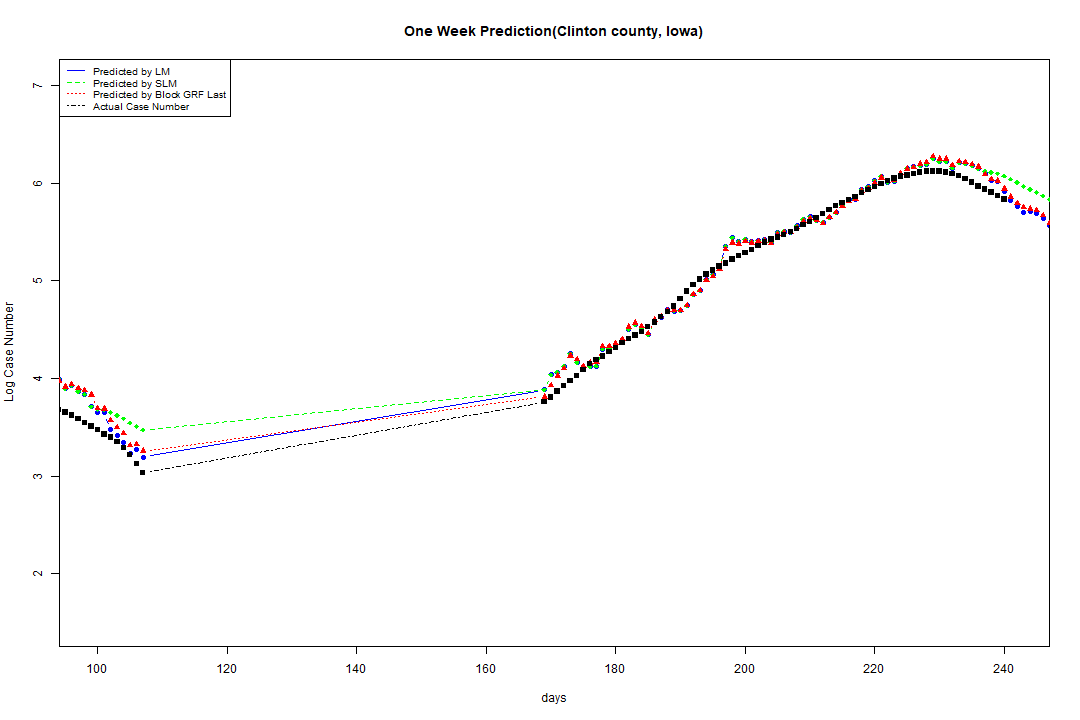 One Week Prediction(Clinton county, Iowa)
Predicted by LM
Predicted by SLM
Predicted by Block GRF Last
Actual Case Number
7
6
5
4
3
2
Log Case Number
100 120 140 160 180 200 220 240
days